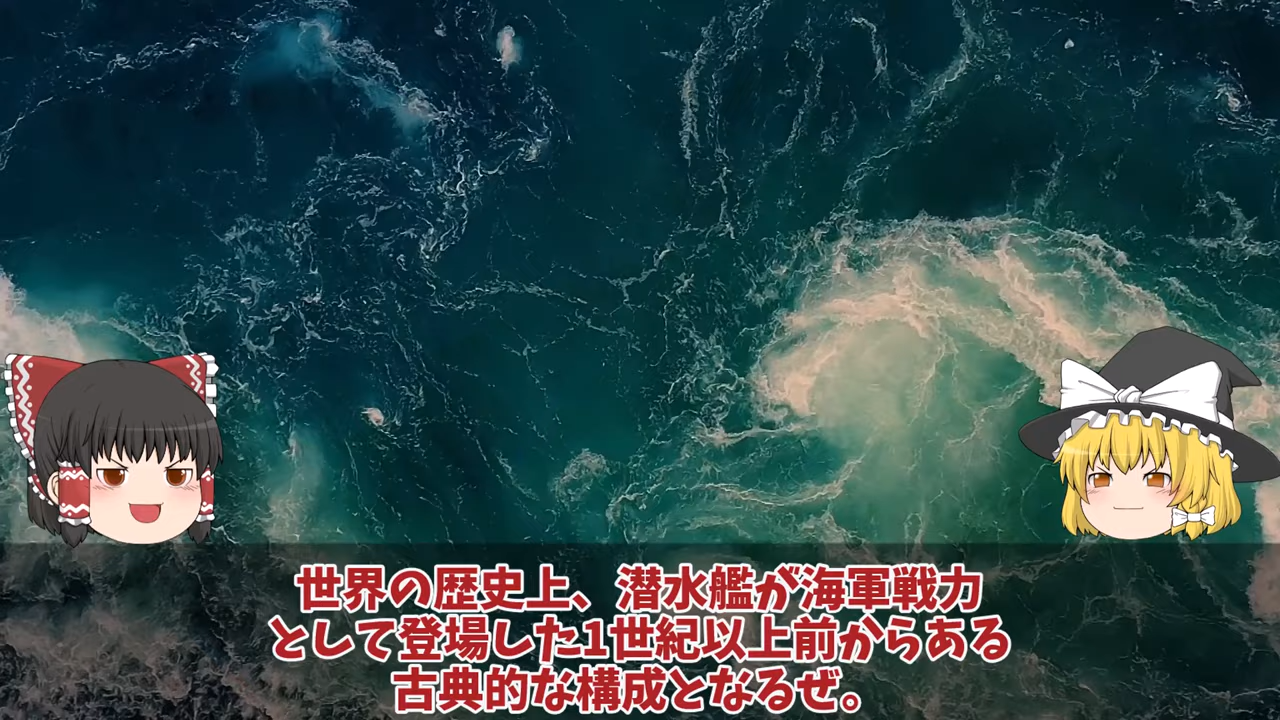 世界の歴史上、潜水艦が海軍戦力
として登場した1世紀以上前からある
古典的な構成となるぜ。